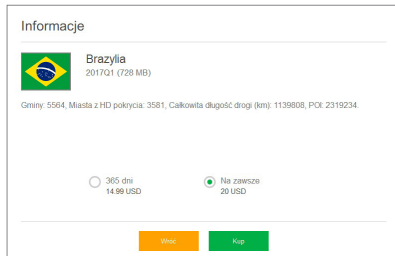 Informacje
Brazylia
2017Q1 (728 MB)
Gminy: 5564, Miasta z HD pokrycia: 3581, Całkowita długość drogi (km): 1139808, POI: 2319234.
365 dni
14.99 USD
Na zawsze
20 USD
Wróć
Kup